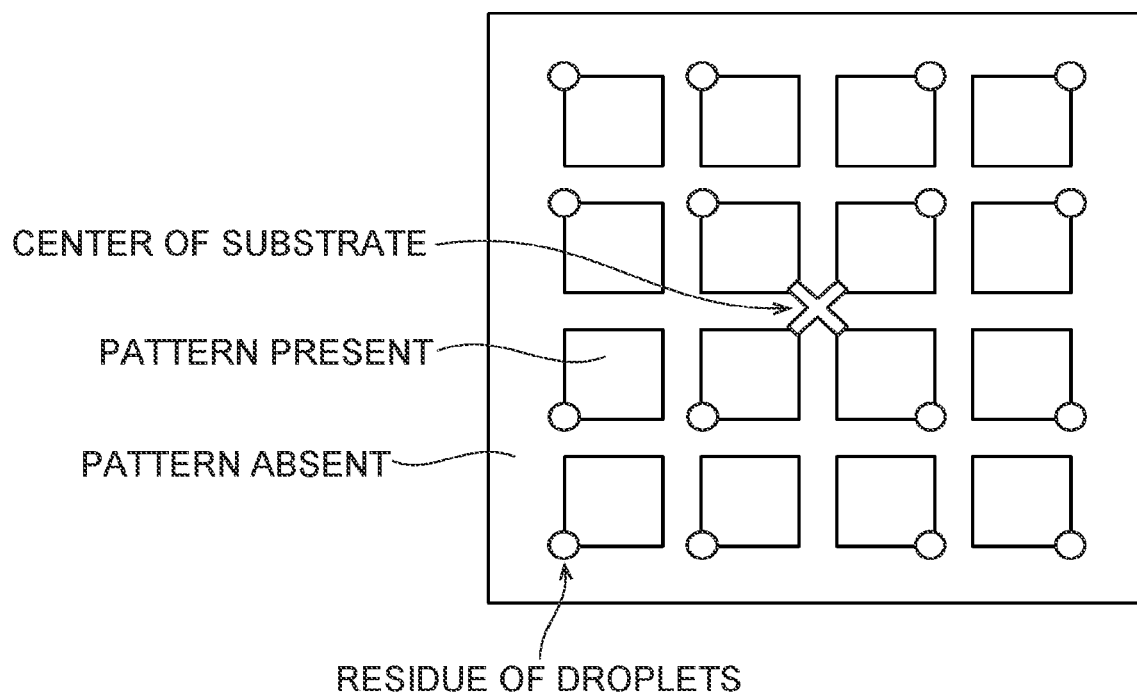 CENTER OF SUBSTRATE
PATTERN PRESENT
PATTERN ABSENT
RESIDUE OF DROPLETS